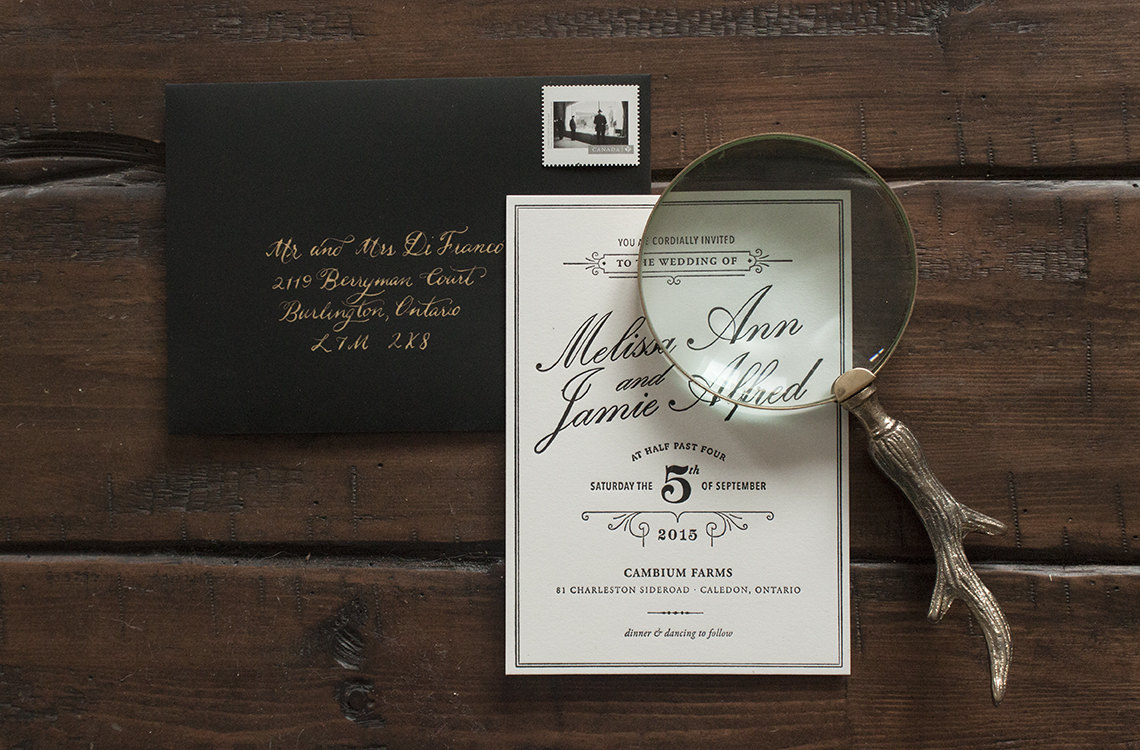 CANADA P
Mr and Mrs Di Franco
2119 Berryman Court
Burlington, Ontario
L7M 2X8
YOU ARE CORDIALLY INVITED
TO THE WEDDING OF
Melissa Ann
and
Jamie Alfred
AT HALF PAST FOUR
SATURDAY THE 5th OF SEPTEMBER
2015
CAMBIUM FARMS
81 CHARLESTON SIDEROAD · CALEDON, ONTARIO
dinner & dancing to follow